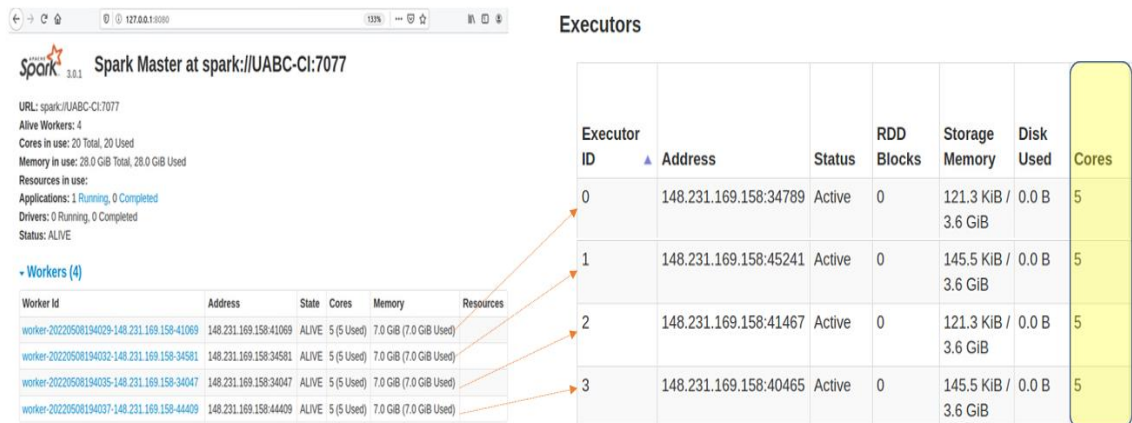 127.0.0.1:8080
133%
APACHE
Spark 3.0.1 Spark Master at spark://UABC-CI:7077
URL: spark://UABC-CI:7077
Alive Workers: 4
Cores in use: 20 Total, 20 Used
Memory in use: 28.0 GiB Total, 28.0 GiB Used
Resources in use:
Applications: 1 Running, 0 Completed
Drivers: 0 Running, 0 Completed
Status: ALIVE
Workers (4)
Worker Id Address State Cores Memory Resources
worker-20220508194029-148.231.169.158-41069 148.231.169.158:41069 ALIVE 5 (5 Used) 7.0 GiB (7.0 GiB Used)
worker-20220508194032-148.231.169.158-34581 148.231.169.158:34581 ALIVE 5 (5 Used) 7.0 GiB (7.0 GiB Used)
worker-20220508194035-148.231.169.158-34047 148.231.169.158:34047 ALIVE 5 (5 Used) 7.0 GiB (7.0 GiB Used)
worker-20220508194037-148.231.169.158-44409 148.231.169.158:44409 ALIVE 5 (5 Used) 7.0 GiB (7.0 GiB Used)
Executors
Executor RDD Storage Disk
ID Address Status Blocks Memory Used Cores
0 148.231.169.158:34789 Active 0 121.3 KiB / 0.0 B 5
3.6 GiB
1 148.231.169.158:45241 Active 0 145.5 KiB / 0.0 B 5
3.6 GiB
2 148.231.169.158:41467 Active 0 121.3 KiB / 0.0 B 5
3.6 GiB
3 148.231.169.158:40465 Active 0 145.5 KiB / 0.0 B 5
3.6 GiB